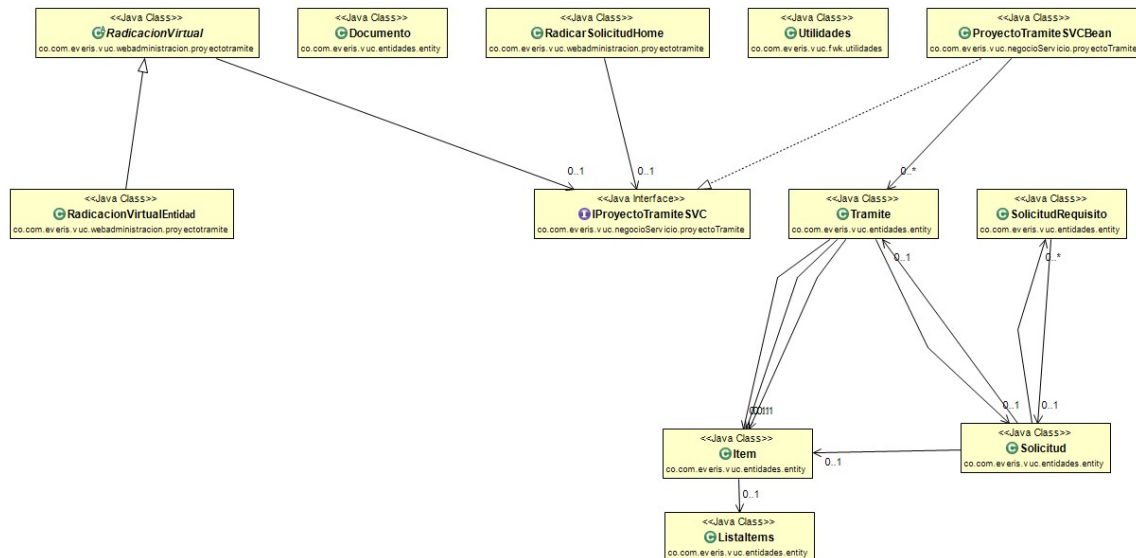 <<Java Class>>
RadicacionVirtual
co.com.everis.vuc.webadministracion.proyectotramite
<<Java Class>>
Documento
co.com.everis.vuc.entidades.entity
<<Java Class>>
RadicarSolicitudHome
co.com.everis.vuc.webadministracion.proyectotramite
<<Java Class>>
Utilidades
co.com.everis.vuc.fwk.utilidades
<<Java Class>>
ProyectoTramiteSVCBean
co.com.everis.vuc.negocioServicio.proyectoTramite
0..1
0..1
0..*
<<Java Class>>
RadicacionVirtualEntidad
co.com.everis.vuc.webadministracion.proyectotramite
<<Java Interface>>
IProyectoTramiteSVC
co.com.everis.vuc.negocioServicio.proyectoTramite
<<Java Class>>
Tramite
co.com.everis.vuc.entidades.entity
<<Java Class>>
SolicitudRequisito
co.com.everis.vuc.entidades.entity
0..1
0..*
0..1
0..1
<<Java Class>>
Item
co.com.everis.vuc.entidades.entity
<<Java Class>>
Solicitud
co.com.everis.vuc.entidades.entity
0..1
0..1
<<Java Class>>
ListaItems
co.com.everis.vuc.entidades.entity